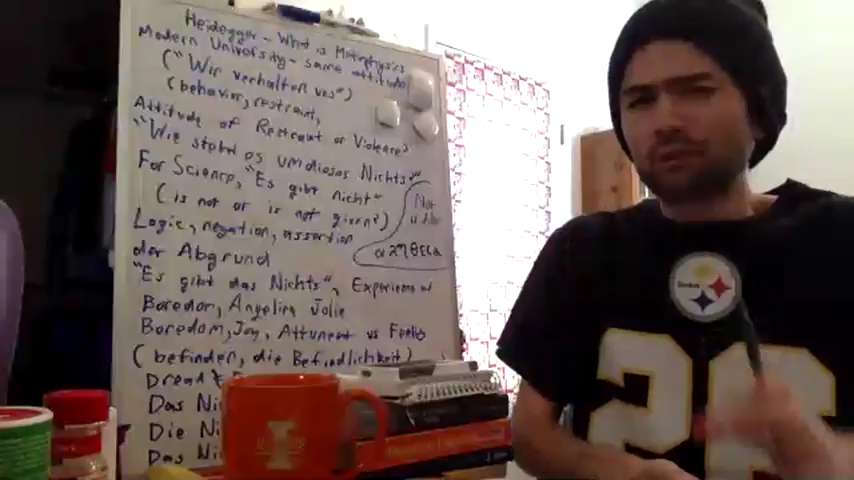 Heidegger - What is Metaphysics
Modern University - same attitude
("Wir verhalten uns")
(behavior, restraint,
Attitude of Restraint or Violence?
"Wie steht es um dieses Nichts"
For Science, "Es gibt nicht"
(is not or is not given?)
Not
Logic, negation, assertion
der Abgrund
"Es gibt das Nichts", Experience w/
Boredom, Angelina Jolie
Boredom, Joy, Attunement vs Feeling
(befinden, die Befindlichkeit)
Dread
Das Ni
Die Ni
Das Ni
Steelers
I